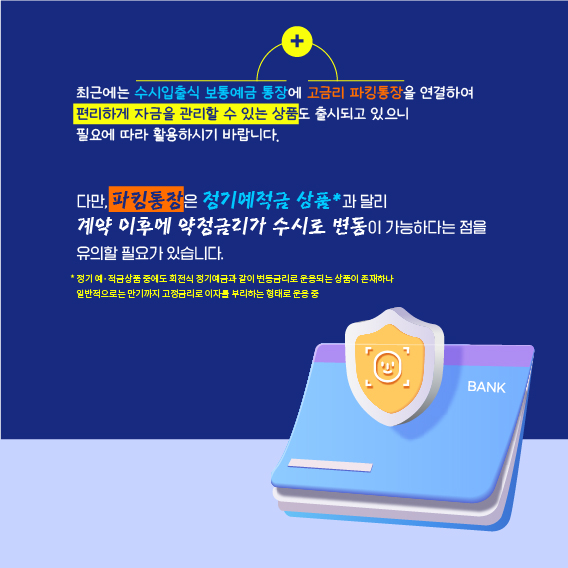 최근에는 수시입출식 보통예금 통장에 고금리 파킹통장을 연결하여
편리하게 자금을 관리할 수 있는 상품도 출시되고 있으니
필요에 따라 활용하시기 바랍니다.
다만, 파킹통장은 정기예적금 상품*과 달리
계약 이후에 약정금리가 수시로 변동이 가능하다는 점을
유의할 필요가 있습니다.
* 정기 예·적금상품 중에도 회전식 정기예금과 같이 변동금리로 운용되는 상품이 존재하나
일반적으로는 만기까지 고정금리로 이자를 부리하는 형태로 운용 중
BANK